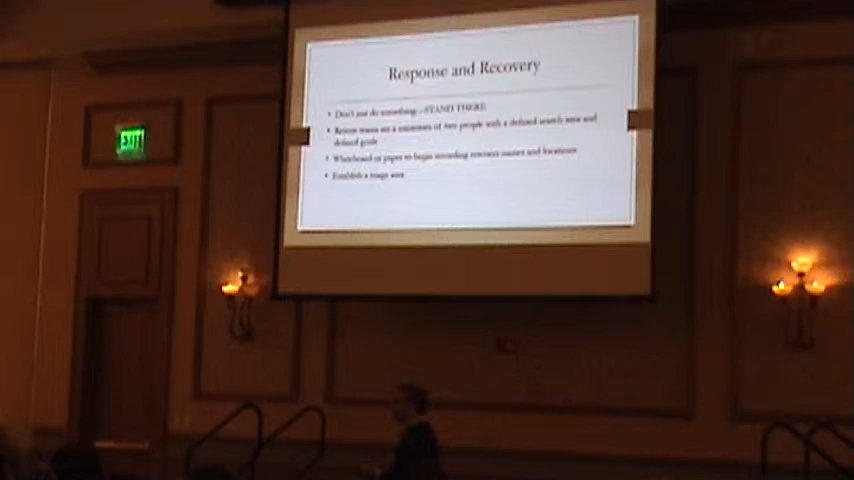 EXIT
Response and Recovery
• Don't just do something...STAND THERE
• Rescue teams are a minimum of two people with a defined search area and
defined goals
• Whiteboard or paper to begin recording resource names and locations
• Establish a triage area